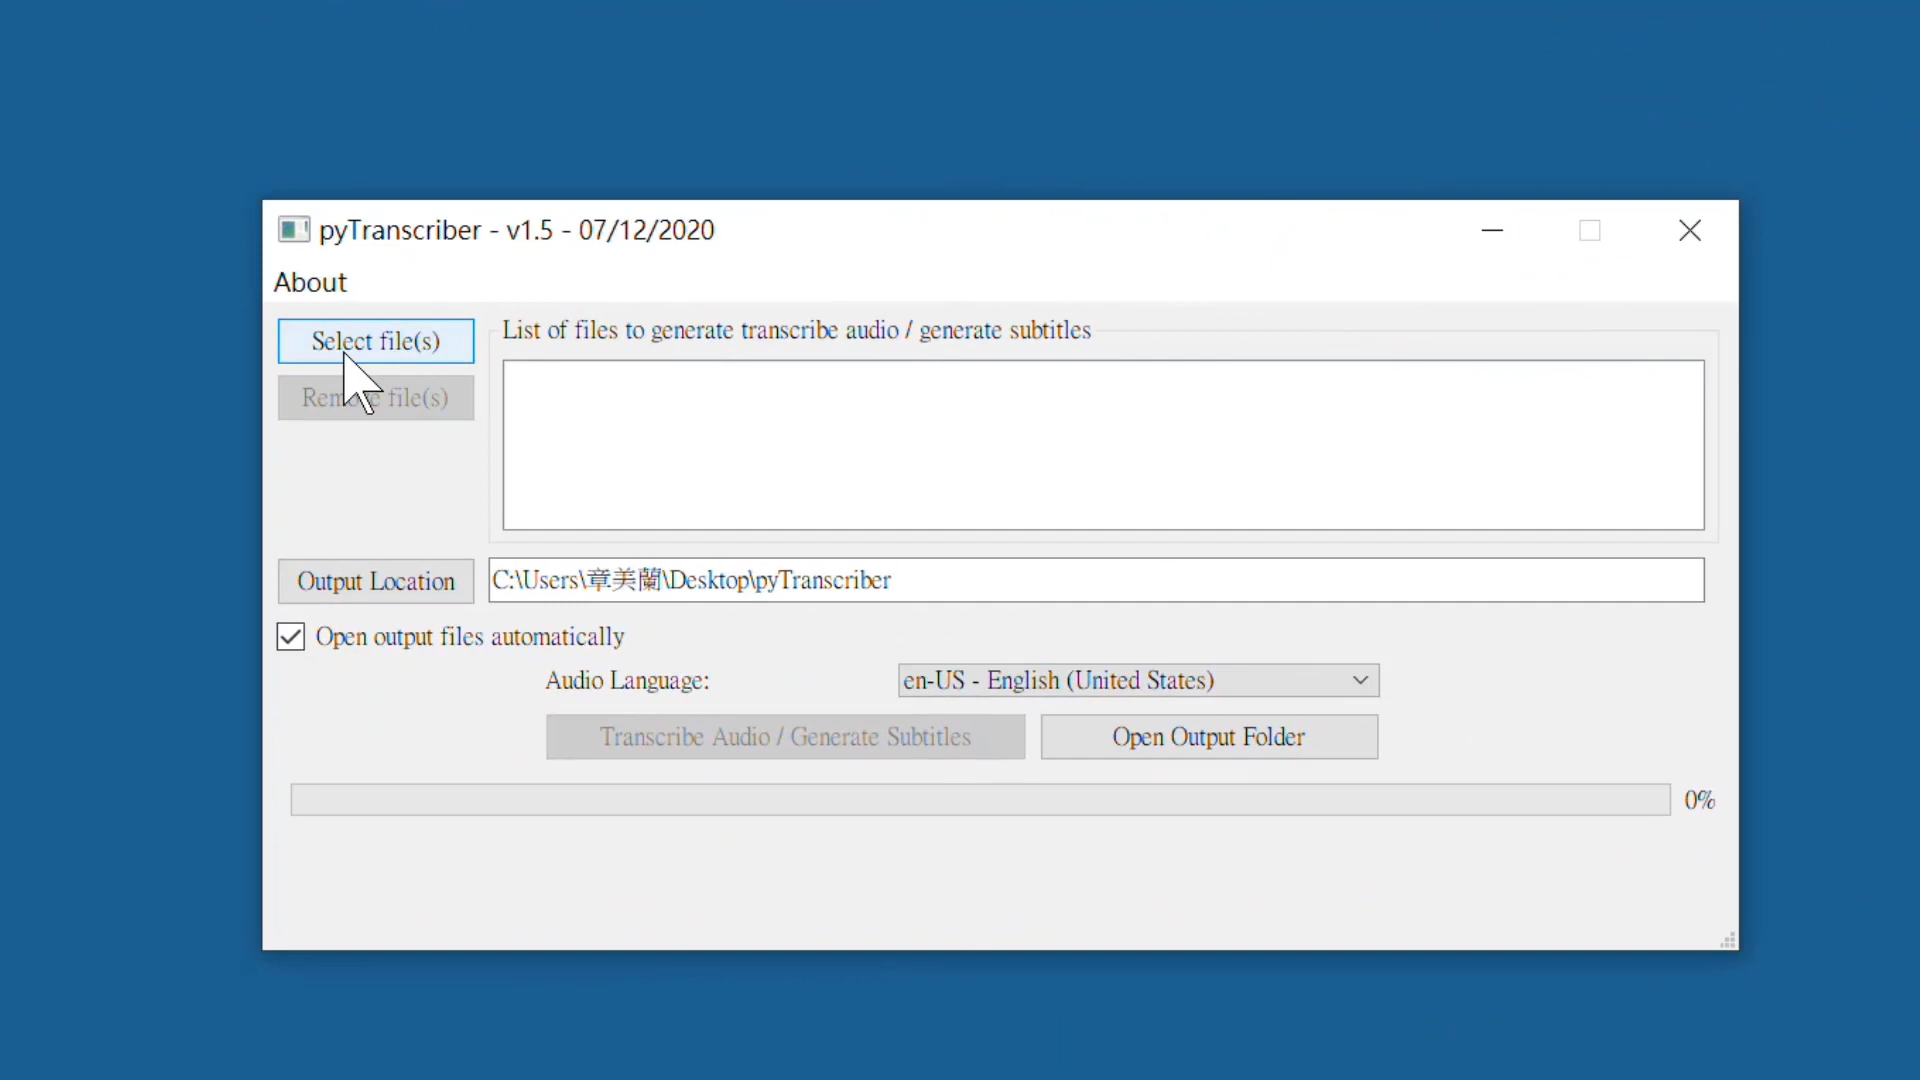 pyTranscriber - v1.5 - 07/12/2020
About
Select file(s)
List of files to generate transcribe audio / generate subtitles
Remove file(s)
Output Location
C:\Users\章美蘭\Desktop\pyTranscriber
Open output files automatically
Audio Language:
en-US - English (United States)
Transcribe Audio / Generate Subtitles
Open Output Folder
0%